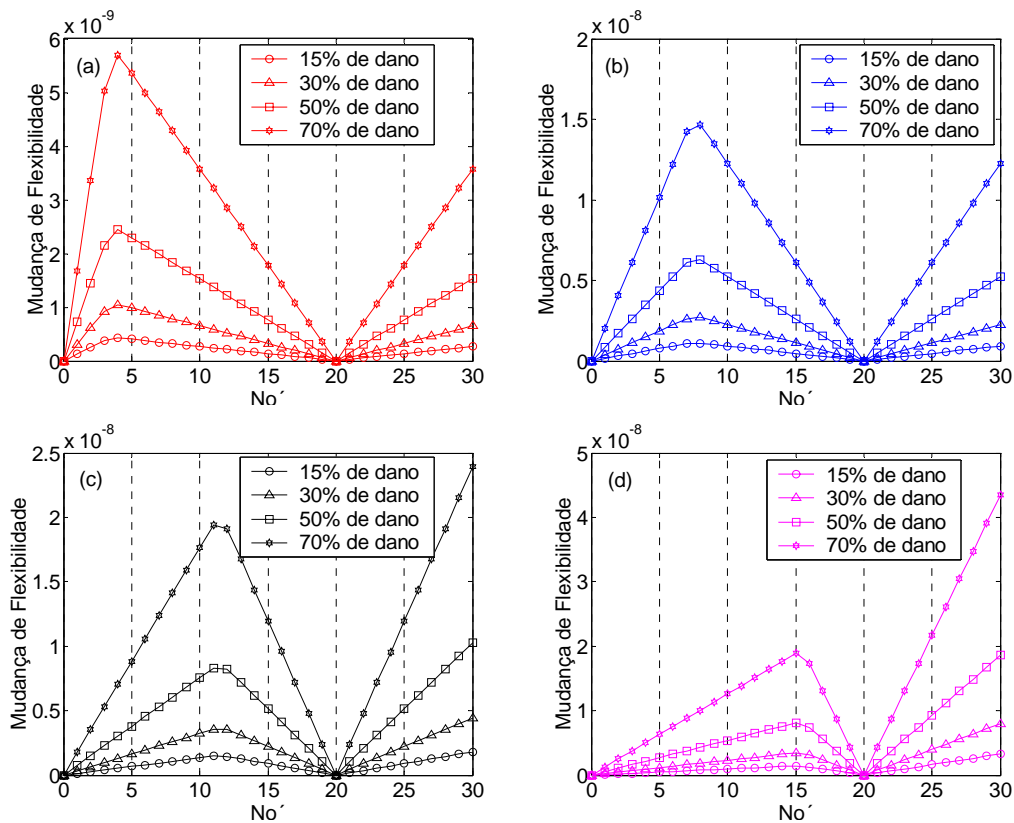 x 10^-9
(a)
15% de dano
30% de dano
50% de dano
70% de dano
Mudança de Flexibilidade
6
5
4
3
2
1
0
0 5 10 15 20 25 30
No´
x 10^-8
(b)
15% de dano
30% de dano
50% de dano
70% de dano
Mudança de Flexibilidade
2
1.5
1
0.5
0
0 5 10 15 20 25 30
No´
x 10^-8
(c)
15% de dano
30% de dano
50% de dano
70% de dano
Mudança de Flexibilidade
2.5
2
1.5
1
0.5
0
0 5 10 15 20 25 30
No´
x 10^-8
(d)
15% de dano
30% de dano
50% de dano
70% de dano
Mudança de Flexibilidade
5
4
3
2
1
0
0 5 10 15 20 25 30
No´